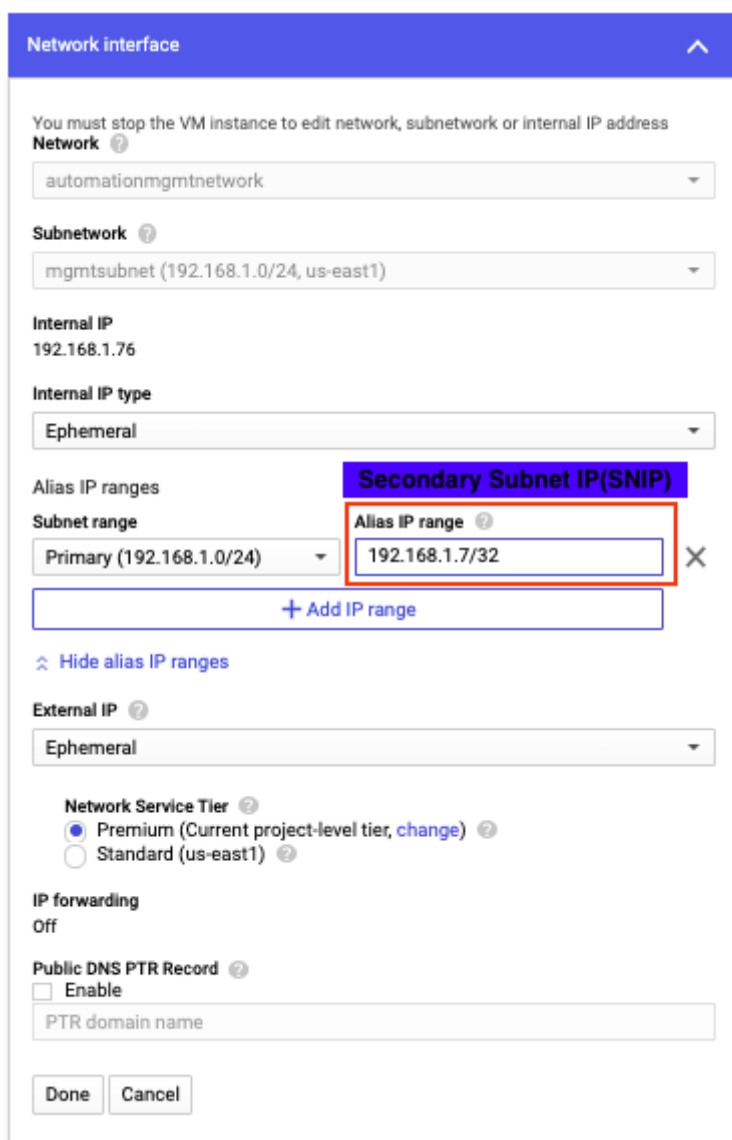 Network interface
You must stop the VM instance to edit network, subnetwork or internal IP address
Network
automationmgmtnetwork
Subnetwork
mgmtsubnet (192.168.1.0/24, us-east1)
Internal IP
192.168.1.76
Internal IP type
Ephemeral
Alias IP ranges
Secondary Subnet IP(SNIP)
Subnet range
Alias IP range
Primary (192.168.1.0/24)
192.168.1.7/32
+ Add IP range
Hide alias IP ranges
External IP
Ephemeral
Network Service Tier
Premium (Current project-level tier, change)
Standard (us-east1)
IP forwarding
Off
Public DNS PTR Record
Enable
PTR domain name
Done
Cancel